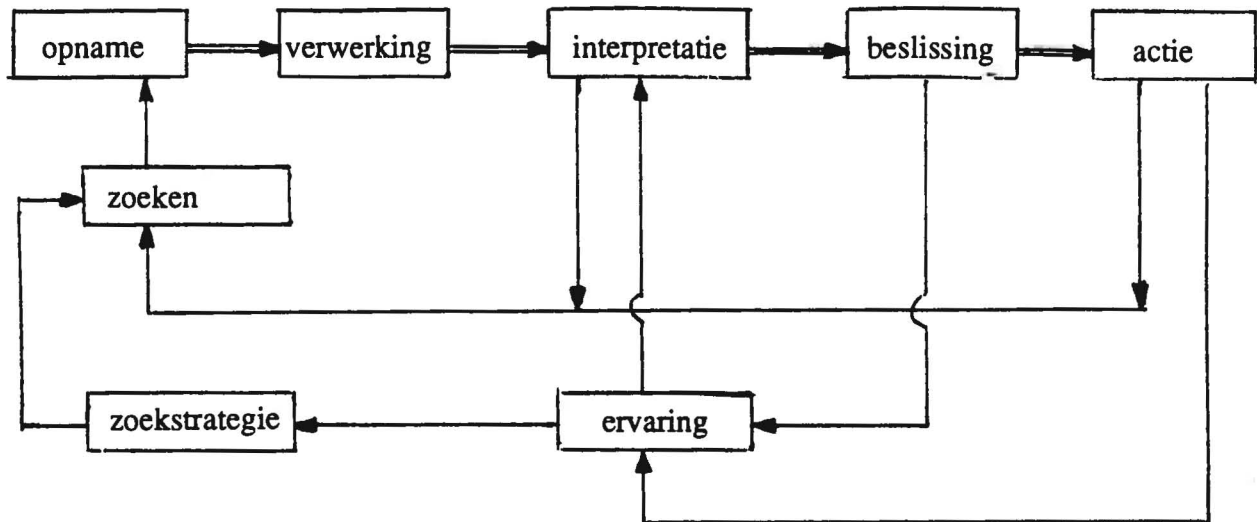 opname
verwerking
interpretatie
beslissing
actie
zoeken
zoekstrategie
ervaring